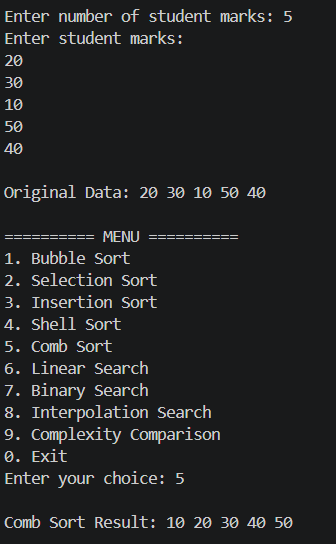 Enter number of student marks: 5
Enter student marks:
20
30
10
50
40
Original Data: 20 30 10 50 40
========== MENU ==========
1. Bubble Sort
2. Selection Sort
3. Insertion Sort
4. Shell Sort
5. Comb Sort
6. Linear Search
7. Binary Search
8. Interpolation Search
9. Complexity Comparison
0. Exit
Enter your choice: 5
Comb Sort Result: 10 20 30 40 50